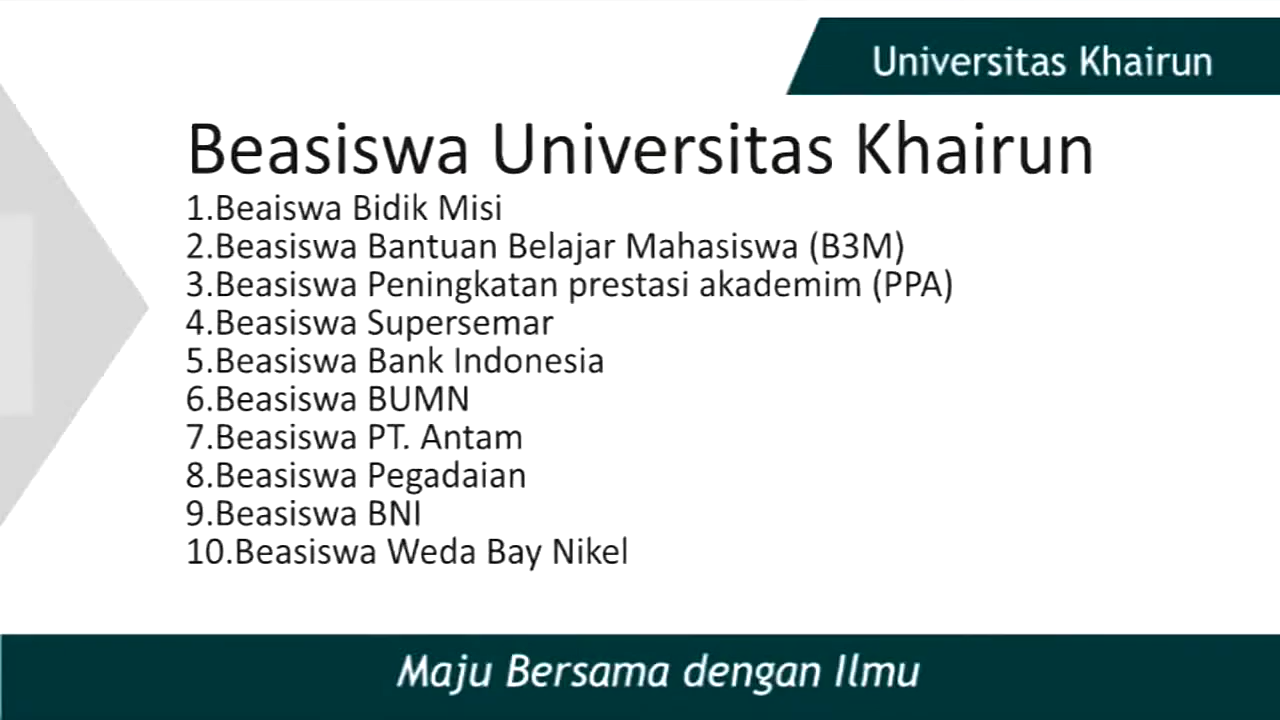 Universitas Khairun
Beasiswa Universitas Khairun
1.Beaiswa Bidik Misi
2.Beasiswa Bantuan Belajar Mahasiswa (B3M)
3.Beasiswa Peningkatan prestasi akademim (PPA)
4.Beasiswa Supersemar
5.Beasiswa Bank Indonesia
6.Beasiswa BUMN
7.Beasiswa PT. Antam
8.Beasiswa Pegadaian
9.Beasiswa BNI
10.Beasiswa Weda Bay Nikel
Maju Bersama dengan Ilmu